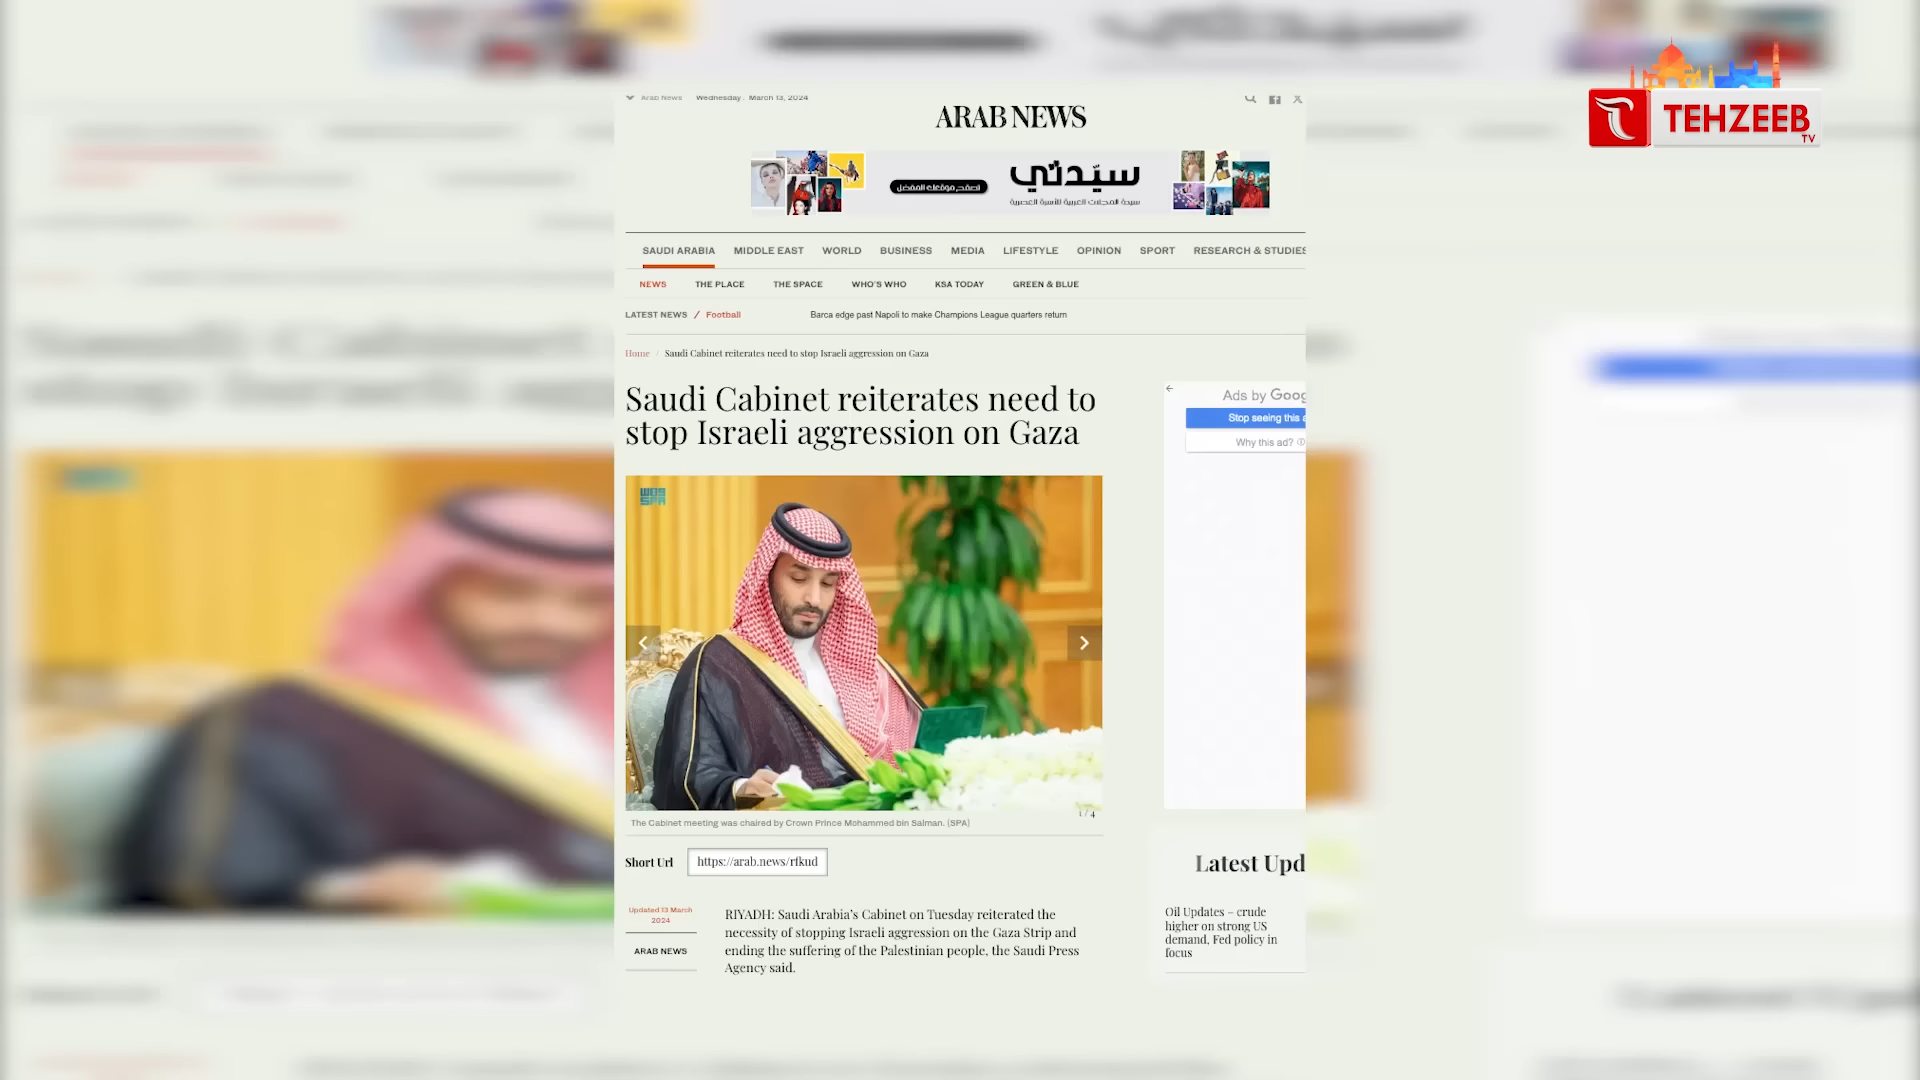 TEHZEEB
TV
Arab News Wednesday . March 13, 2024
ARAB NEWS
تصفح موقعك المفضل
سيّدتي
سيدة المجلات العربية للأسرة العصرية
SAUDI ARABIA MIDDLE EAST WORLD BUSINESS MEDIA LIFESTYLE OPINION SPORT RESEARCH & STUDIES
NEWS THE PLACE THE SPACE WHO'S WHO KSA TODAY GREEN & BLUE
LATEST NEWS / Football Barca edge past Napoli to make Champions League quarters return
Home / Saudi Cabinet reiterates need to stop Israeli aggression on Gaza
Saudi Cabinet reiterates need to
stop Israeli aggression on Gaza
Ads by Goog
Stop seeing this a
Why this ad?
واس
SPA
1 / 4
The Cabinet meeting was chaired by Crown Prince Mohammed bin Salman. (SPA)
Short Url https://arab.news/rfkud
Updated 13 March
2024
ARAB NEWS
RIYADH: Saudi Arabia's Cabinet on Tuesday reiterated the
necessity of stopping Israeli aggression on the Gaza Strip and
ending the suffering of the Palestinian people, the Saudi Press
Agency said.
Latest Upd
Oil Updates – crude
higher on strong US
demand, Fed policy in
focus